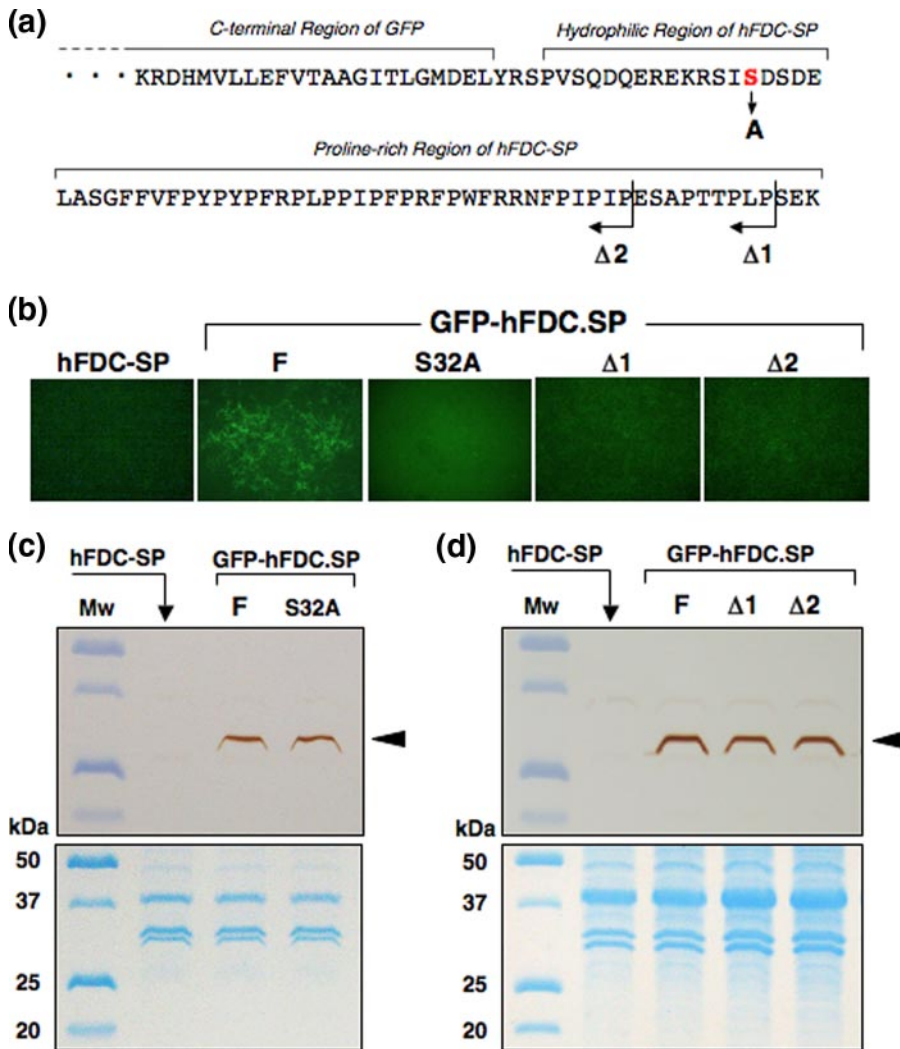 (a)
C-terminal Region of GFP Hydrophilic Region of hFDC-SP
· · · KRDHMVLLEFVTAAGITLGMDELYRSPVSQDQEREKRSISDSDE
A
Proline-rich Region of hFDC-SP
LASGFFVFPYPYPFRPLPPIPFPRFPWFRRNFPIPIPESAPTTPLPSEK
Δ2 Δ1
(b)
GFP-hFDC.SP
hFDC-SP F S32A Δ1 Δ2
(c)
hFDC-SP GFP-hFDC.SP
Mw F S32A
kDa
50
37
25
20
(d)
hFDC-SP GFP-hFDC.SP
Mw F Δ1 Δ2
kDa
50
37
25
20